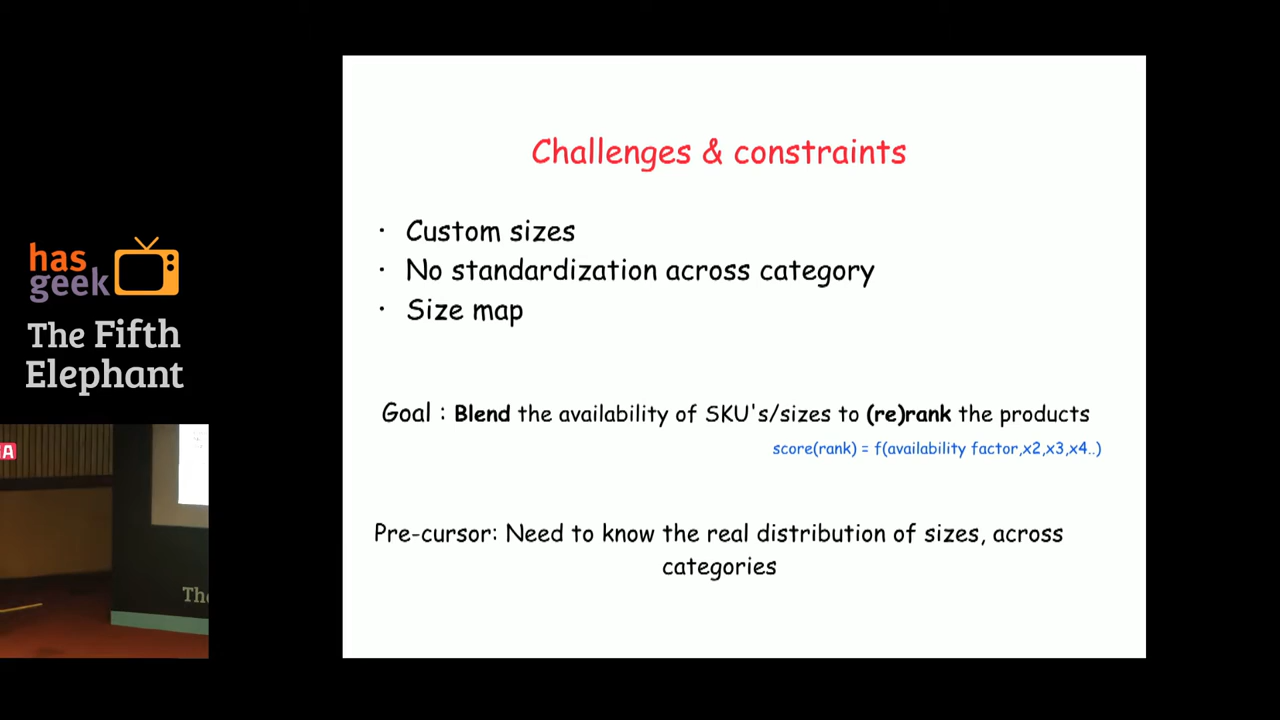 has
geek
The Fifth
Elephant
Challenges & constraints
· Custom sizes
· No standardization across category
· Size map
Goal : Blend the availability of SKU's/sizes to (re)rank the products
score(rank) = f(availability factor,x2,x3,x4..)
Pre-cursor: Need to know the real distribution of sizes, across
categories
A
The